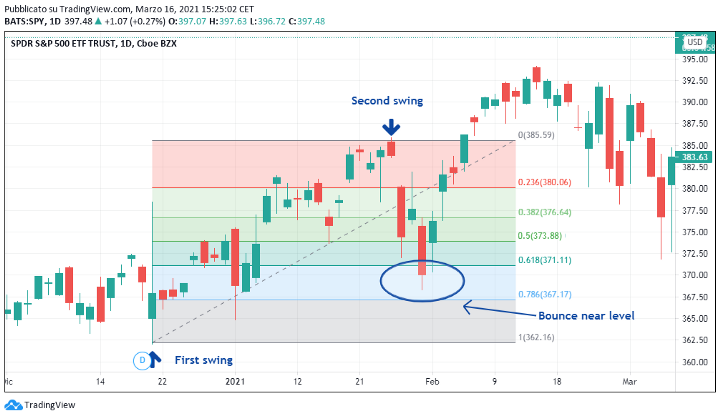 Pubblicato su TradingView.com, Marzo 16, 2021 15:25:02 CET
BATS:SPY, 1D 397.48 ▲ +1.07 (+0.27%) O:397.07 H:397.63 L:396.72 C:397.48
SPDR S&P 500 ETF TRUST, 1D, Cboe BZX
USD
395.00
392.50
390.00
387.50
385.00
383.63
382.50
380.00
377.50
375.00
372.50
370.00
367.50
365.00
362.50
360.00
Second swing
0(385.59)
0.236(380.06)
0.382(376.64)
0.5(373.88)
0.618(371.11)
0.786(367.17)
Bounce near level
1(362.16)
D
First swing
14
22
2021
11
21
Feb
9
18
Mar
TradingView